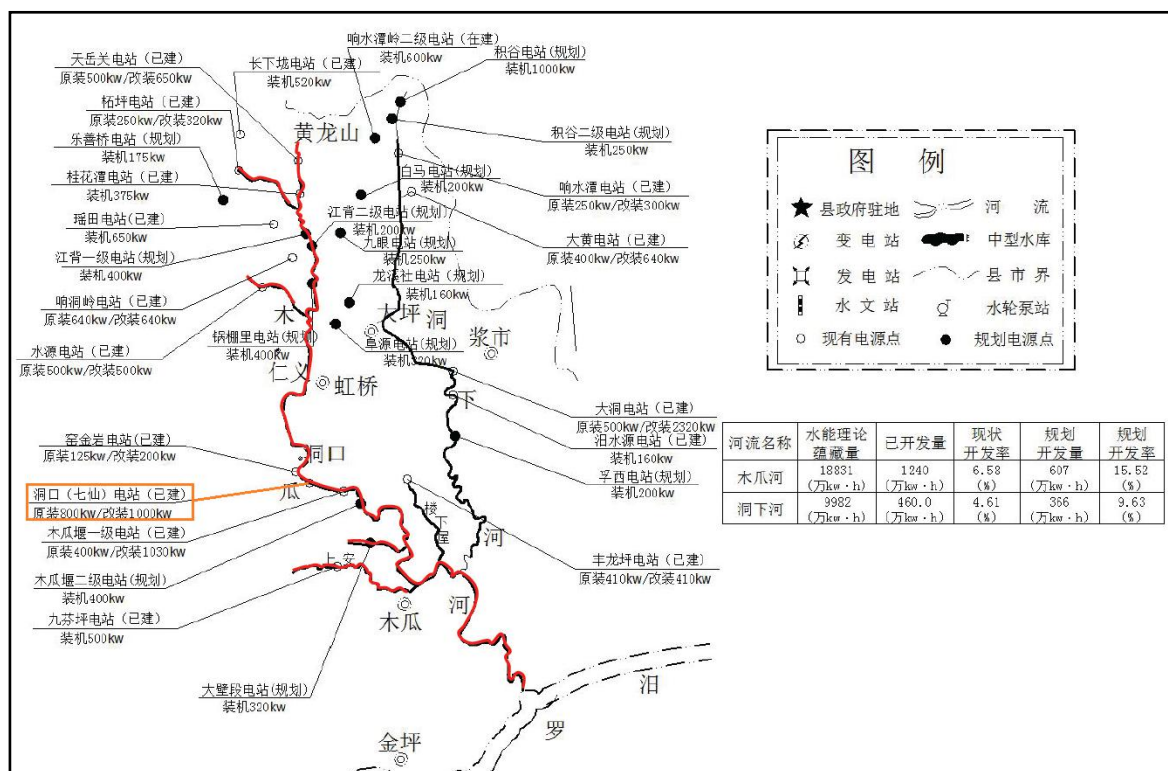 响水潭岭二级电站（在建）
装机600kw
积谷电站(规划)
装机1000kw
天岳关电站（已建）
原装500kw/改装650kw
长下垅电站（已建）
装机520kw
柘坪电站（已建）
原装250kw/改装320kw
黄龙山
积谷二级电站(规划)
装机250kw
乐善桥电站（规划）
装机175kw
白马电站(规划)
装机200kw
桂花潭电站（已建）
装机375kw
响水潭电站（已建）
原装250kw/改装300kw
江背二级电站(规划)
装机200kw
瑶田电站(已建)
装机650kw
九眼电站(规划)
装机250kw
大黄电站（已建）
原装400kw/改装640kw
江背一级电站(规划)
装机400kw
龙溪社电站（规划）
装机160kw
响洞岭电站（已建）
原装640kw/改装640kw
木
大坪
洞
浆市
锅棚里电站(规划)
装机400kw
阜源电站(规划)
装机320kw
水源电站（已建）
原装500kw/改装500kw
仁义
虹桥
下
大洞电站（已建）
原装500kw/改装2320kw
汨水源电站（已建）
装机160kw
窑金岩电站(已建)
原装125kw/改装200kw
洞口
孚西电站(规划)
装机200kw
瓜
洞口（七仙）电站（已建）
原装800kw/改装1000kw
楼下屋
木瓜堰一级电站（已建）
原装400kw/改装1030kw
河
上安
丰龙坪电站（已建）
原装410kw/改装410kw
木瓜堰二级电站(规划)
装机400kw
河
木瓜
九芬坪电站（已建）
装机500kw
大壁段电站(规划)
装机320kw
汨
罗
金坪
图 例
县政府驻地
河 流
变 电 站
中型水库
发 电 站
县市界
水 文 站
水轮泵站
现有电源点
规划电源点
河流名称 水能理论蕴藏量 已开发量 现状开发率 规划开发量 规划开发率
木瓜河 18831(万kw·h) 1240(万kw·h) 6.58(%) 607(万kw·h) 15.52(%)
洞下河 9982(万kw·h) 460.0(万kw·h) 4.61(%) 366(万kw·h) 9.63(%)